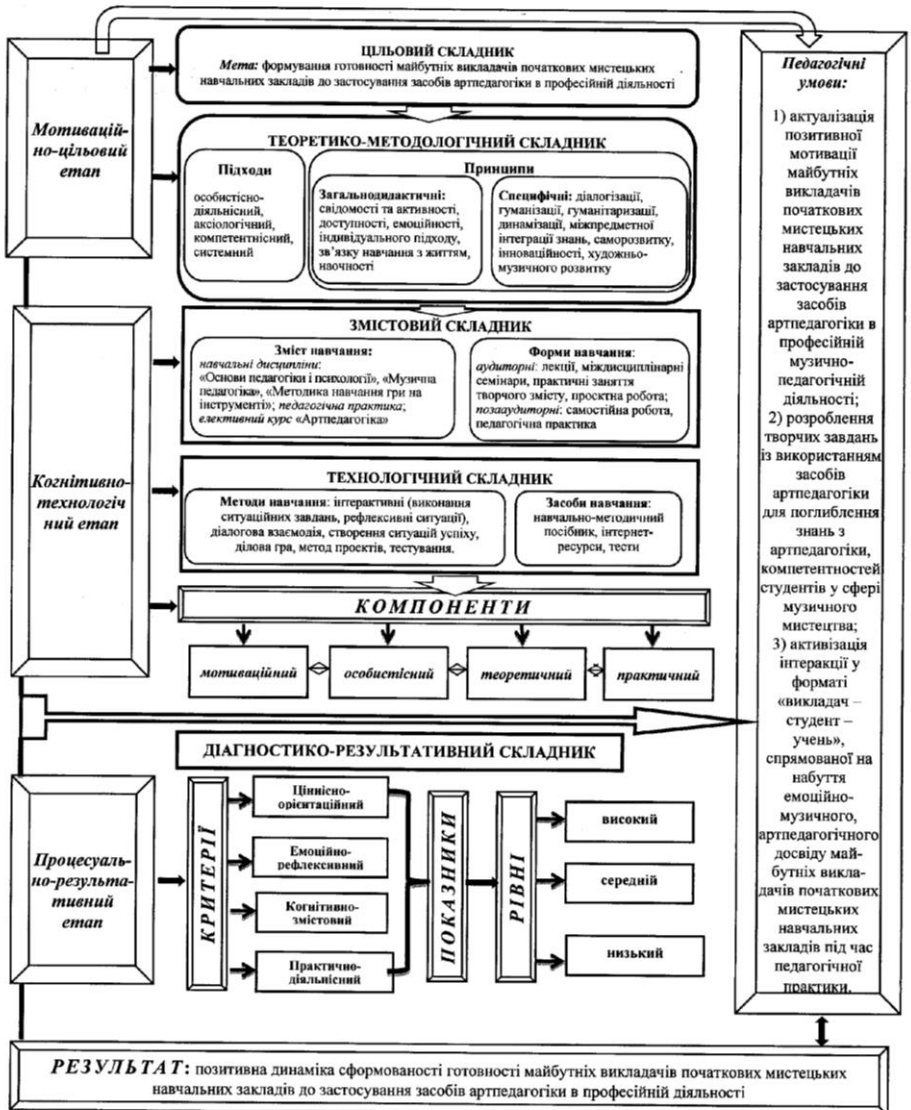 Мотивацій-
но-цільовий
етап
ЦІЛЬОВИЙ СКЛАДНИК
Мета: формування готовності майбутніх викладачів початкових мистецьких
навчальних закладів до застосування засобів артпедагогіки в професійній діяльності
ТЕОРЕТИКО-МЕТОДОЛОГІЧНИЙ СКЛАДНИК
Підходи
особистісно-
діяльнісний,
аксіологічний,
компетентнісний,
системний
Принципи
Загальнодидактичні:
свідомості та активності,
доступності, емоційності,
індивідуального підходу,
зв’язку навчання з життям,
наочності
Специфічні: діалогізації,
гуманізації, гуманітаризації,
динамізації, міжпредметної
інтеграції знань, саморозвитку,
інноваційності, художньо-
музичного розвитку
Когнітивно-
технологіч
ний етап
ЗМІСТОВИЙ СКЛАДНИК
Зміст навчання:
навчальні дисципліни:
«Основи педагогіки і психології», «Музична
педагогіка», «Методика навчання гри на
інструменті»; педагогічна практика;
елективний курс «Артпедагогіка»
Форми навчання:
аудиторні: лекції, міждисциплінарні
семінари, практичні заняття
творчого змісту, проєктна робота;
позааудиторні: самостійна робота,
педагогічна практика
ТЕХНОЛОГІЧНИЙ СКЛАДНИК
Методи навчання: інтерактивні (виконання
ситуаційних завдань, рефлексивні ситуації),
діалогова взаємодія, створення ситуацій успіху,
ділова гра, метод проектів, тестування.
Засоби навчання:
навчально-методичний
посібник, інтернет-
ресурси, тести
КОМПОНЕНТИ
мотиваційний
особистісний
теоретичний
практичний
ДІАГНОСТИКО-РЕЗУЛЬТАТИВНИЙ СКЛАДНИК
Процесуаль-
но-результа-
тивний
етап
КРИТЕРІЇ
Ціннісно-
орієнтаційний
Емоційно-
рефлексивний
Когнітивно-
змістовий
Практично-
діяльнісний
ПОКАЗНИКИ
РІВНІ
високий
середній
низький
Педагогічні
умови:
1) актуалізація
позитивної
мотивації
майбутніх
викладачів
початкових
мистецьких
навчальних
закладів до
застосування
засобів
артпедагогіки в
професійній
музично-
педагогічній
діяльності;
2) розроблення
творчих завдань
із використанням
засобів
артпедагогіки
для поглиблення
знань з
артпедагогіки,
компетентностей
студентів у сфері
музичного
мистецтва;
3) активізація
інтеракції у
форматі
«викладач –
студент –
учень»,
спрямованої на
набуття
емоційно-
музичного,
артпедагогічного
досвіду май-
бутніх викла-
дачів початкових
мистецьких
навчальних
закладів під час
педагогічної
практики.
РЕЗУЛЬТАТ: позитивна динаміка сформованості готовності майбутніх викладачів початкових мистецьких
навчальних закладів до застосування засобів артпедагогіки в професійній діяльності